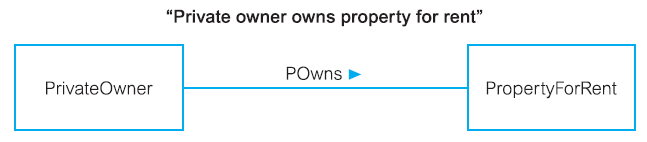 “Private owner owns property for rent”
POwns ►
PrivateOwner
PropertyForRent